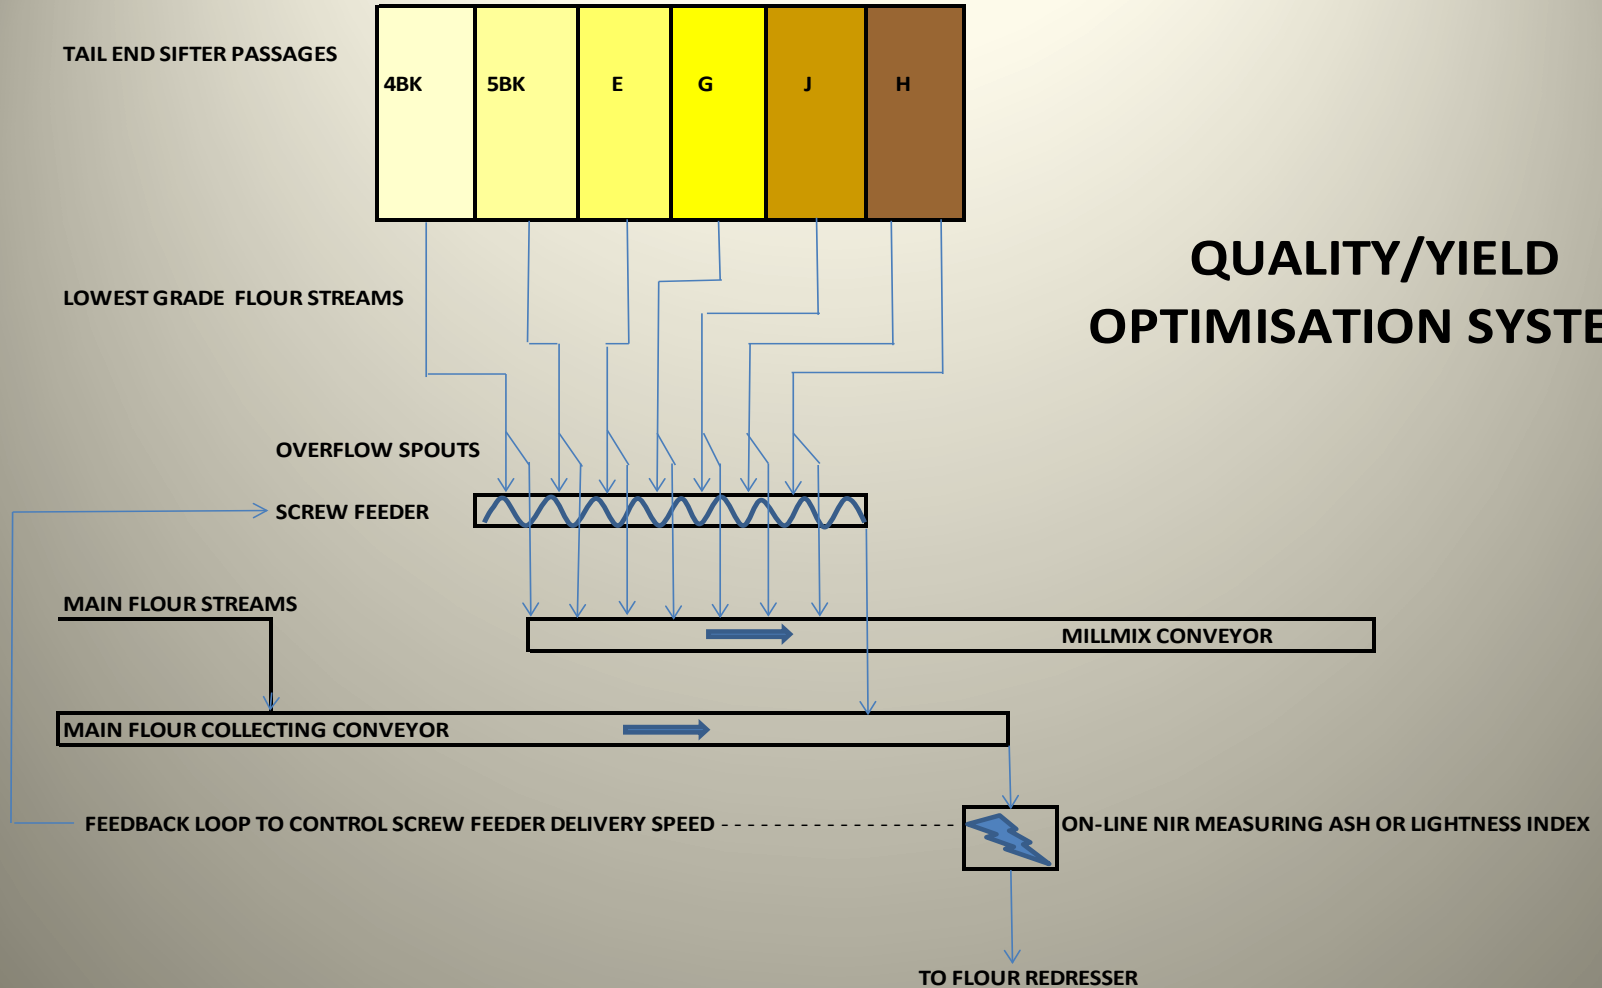 TAIL END SIFTER PASSAGES
4BK
5BK
E
G
J
H
QUALITY/YIELD
OPTIMISATION SYSTE
LOWEST GRADE FLOUR STREAMS
OVERFLOW SPOUTS
SCREW FEEDER
MAIN FLOUR STREAMS
MILLMIX CONVEYOR
MAIN FLOUR COLLECTING CONVEYOR
FEEDBACK LOOP TO CONTROL SCREW FEEDER DELIVERY SPEED
ON-LINE NIR MEASURING ASH OR LIGHTNESS INDEX
TO FLOUR REDRESSER